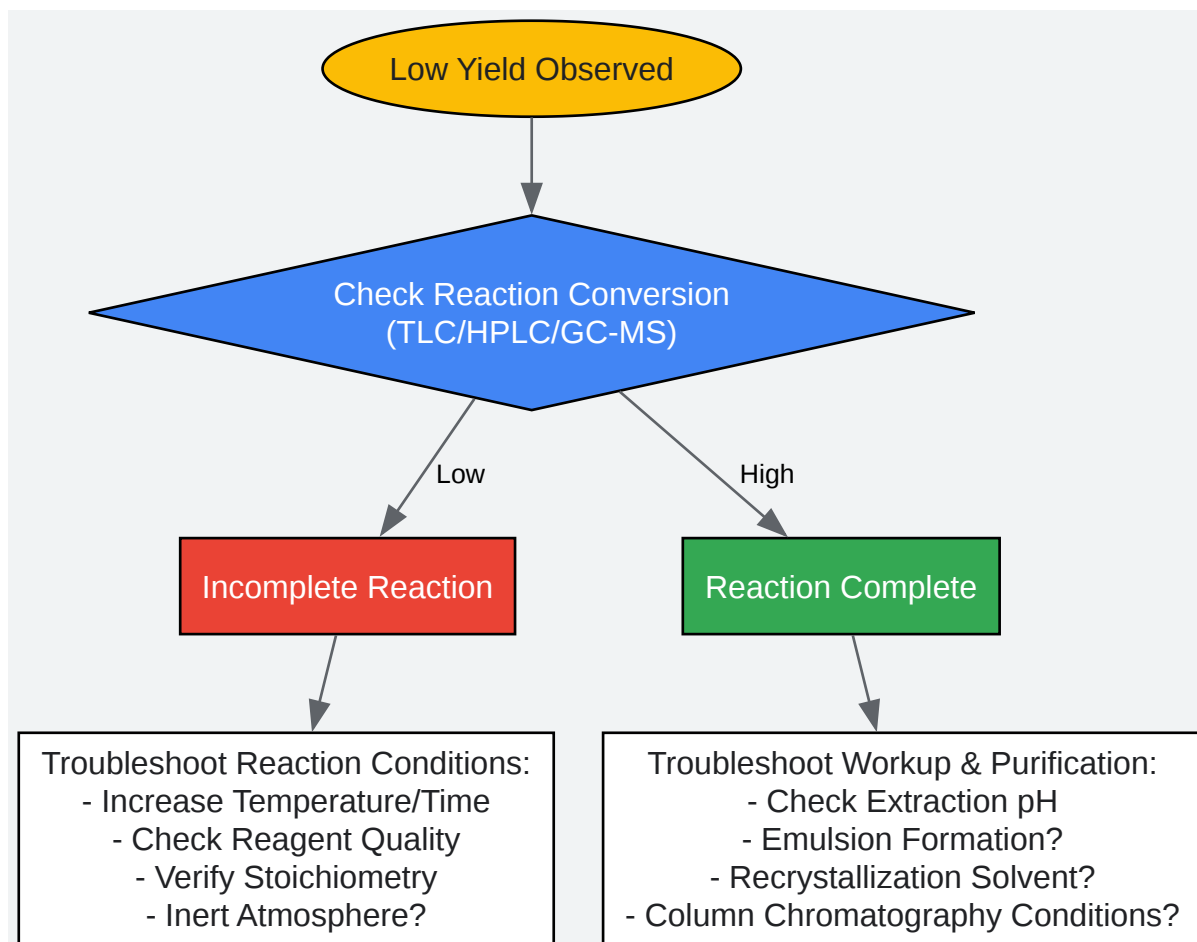 Low Yield Observed
Check Reaction Conversion
(TLC/HPLC/GC-MS)
Low
High
Incomplete Reaction
Reaction Complete
Troubleshoot Reaction Conditions:
- Increase Temperature/Time
- Check Reagent Quality
- Verify Stoichiometry
- Inert Atmosphere?
Troubleshoot Workup & Purification:
- Check Extraction pH
- Emulsion Formation?
- Recrystallization Solvent?
- Column Chromatography Conditions?